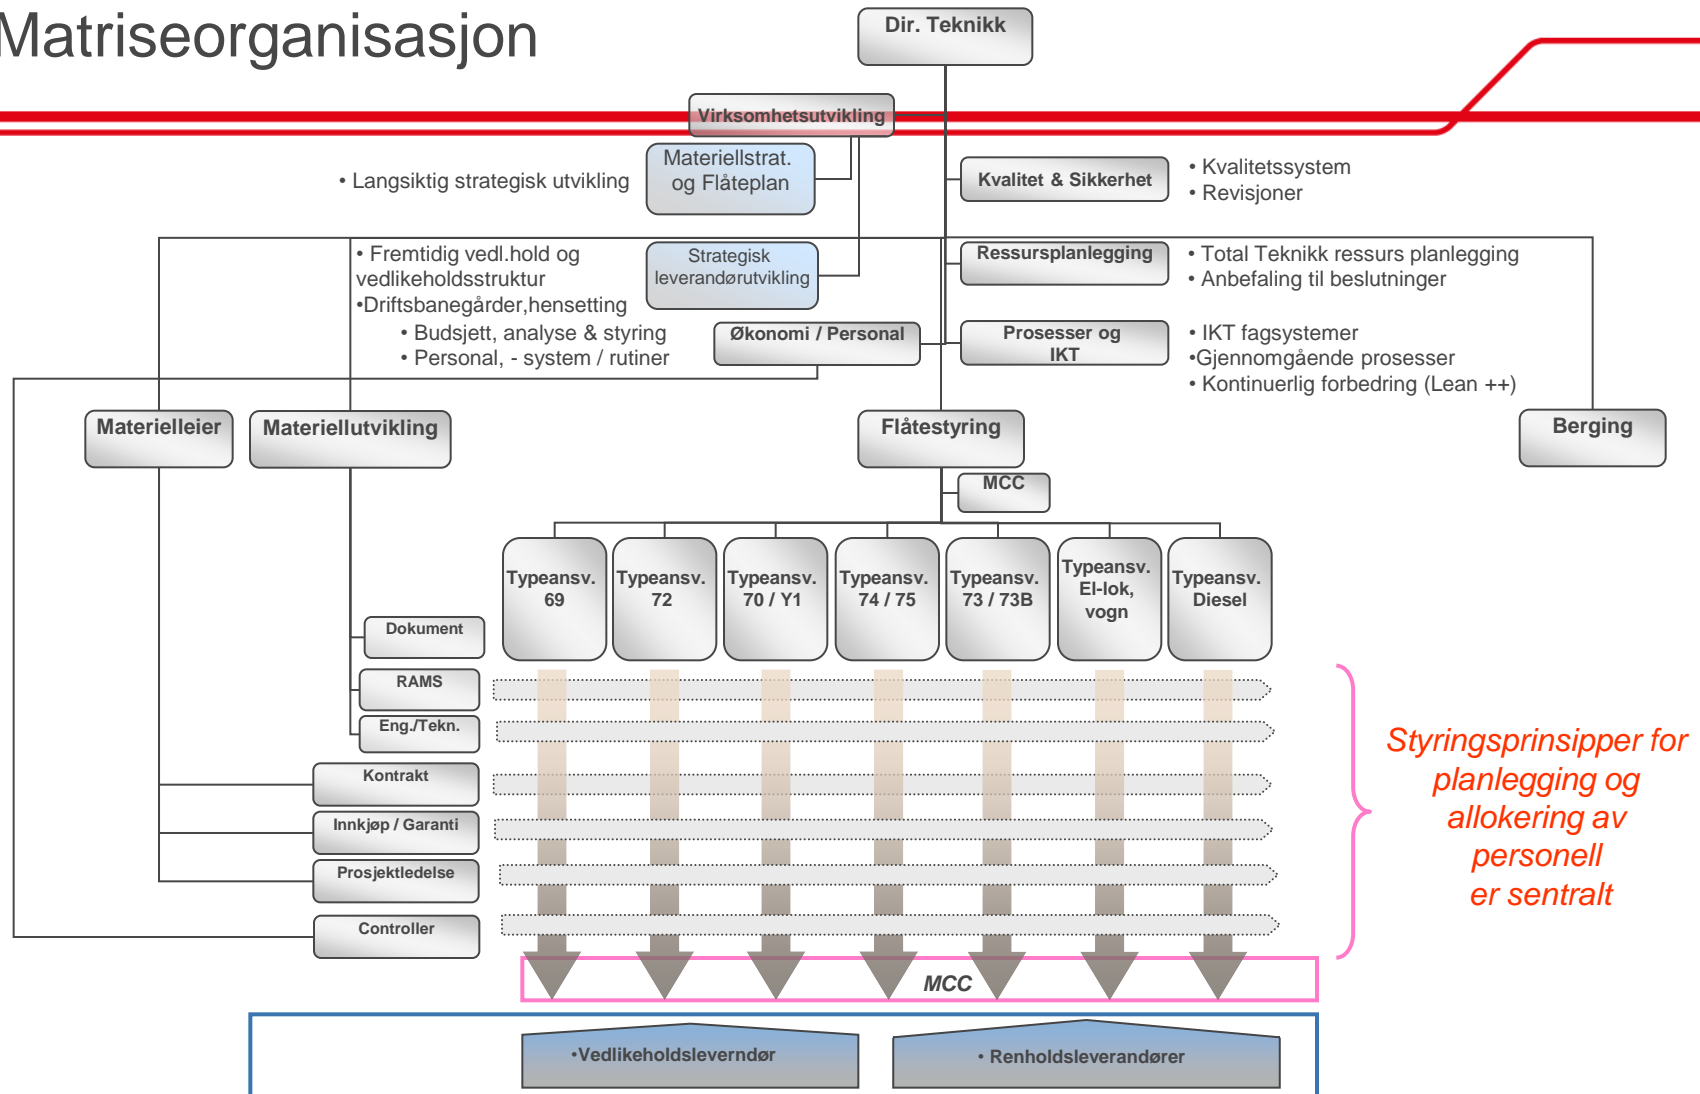 Matriseorganisasjon
Dir. Teknikk
Virksomhetsutvikling
Materiellstrat.
og Flåteplan
• Langsiktig strategisk utvikling
Kvalitet & Sikkerhet
• Kvalitetssystem
• Revisjoner
• Fremtidig vedl.hold og
vedlikeholdsstruktur
•Driftsbanegårder,hensetting
Strategisk
leverandørutvikling
Ressursplanlegging
• Total Teknikk ressurs planlegging
• Anbefaling til beslutninger
• Budsjett, analyse & styring
• Personal, - system / rutiner
Økonomi / Personal
Prosesser og
IKT
• IKT fagsystemer
•Gjennomgående prosesser
• Kontinuerlig forbedring (Lean ++)
Materielleier
Materiellutvikling
Flåtestyring
Berging
MCC
Typeansv.
69
Typeansv.
72
Typeansv.
70 / Y1
Typeansv.
74 / 75
Typeansv.
73 / 73B
Typeansv.
El-lok,
vogn
Typeansv.
Diesel
Dokument
RAMS
Eng./Tekn.
Kontrakt
Innkjøp / Garanti
Prosjektledelse
Controller
Styringsprinsipper for
planlegging og
allokering av
personell
er sentralt
MCC
•Vedlikeholdsleverndør
• Renholdsleverandører